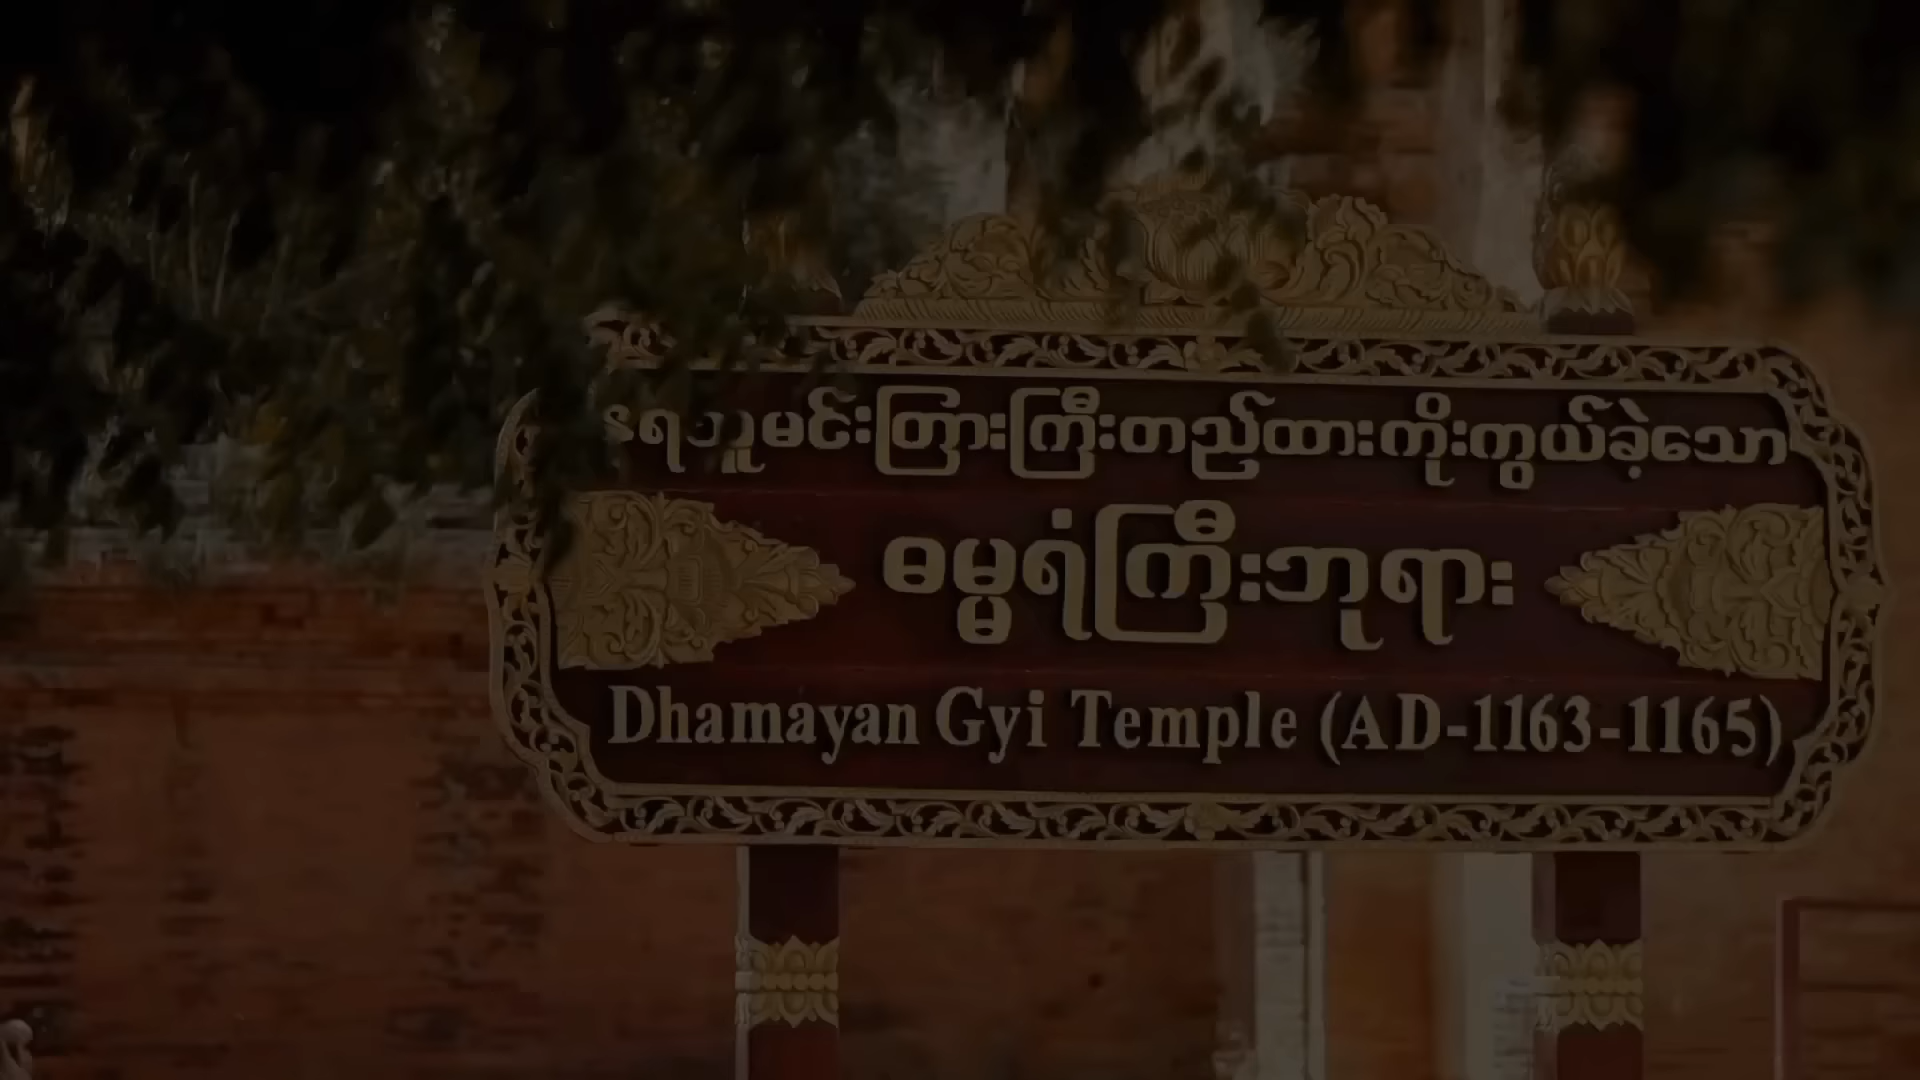 နရသူမင်းတြားကြီးတည်ထားကိုးကွယ်ခဲ့သော
ဓမ္မရံကြီးဘုရား
Dhamayan Gyi Temple (AD-1163-1165)